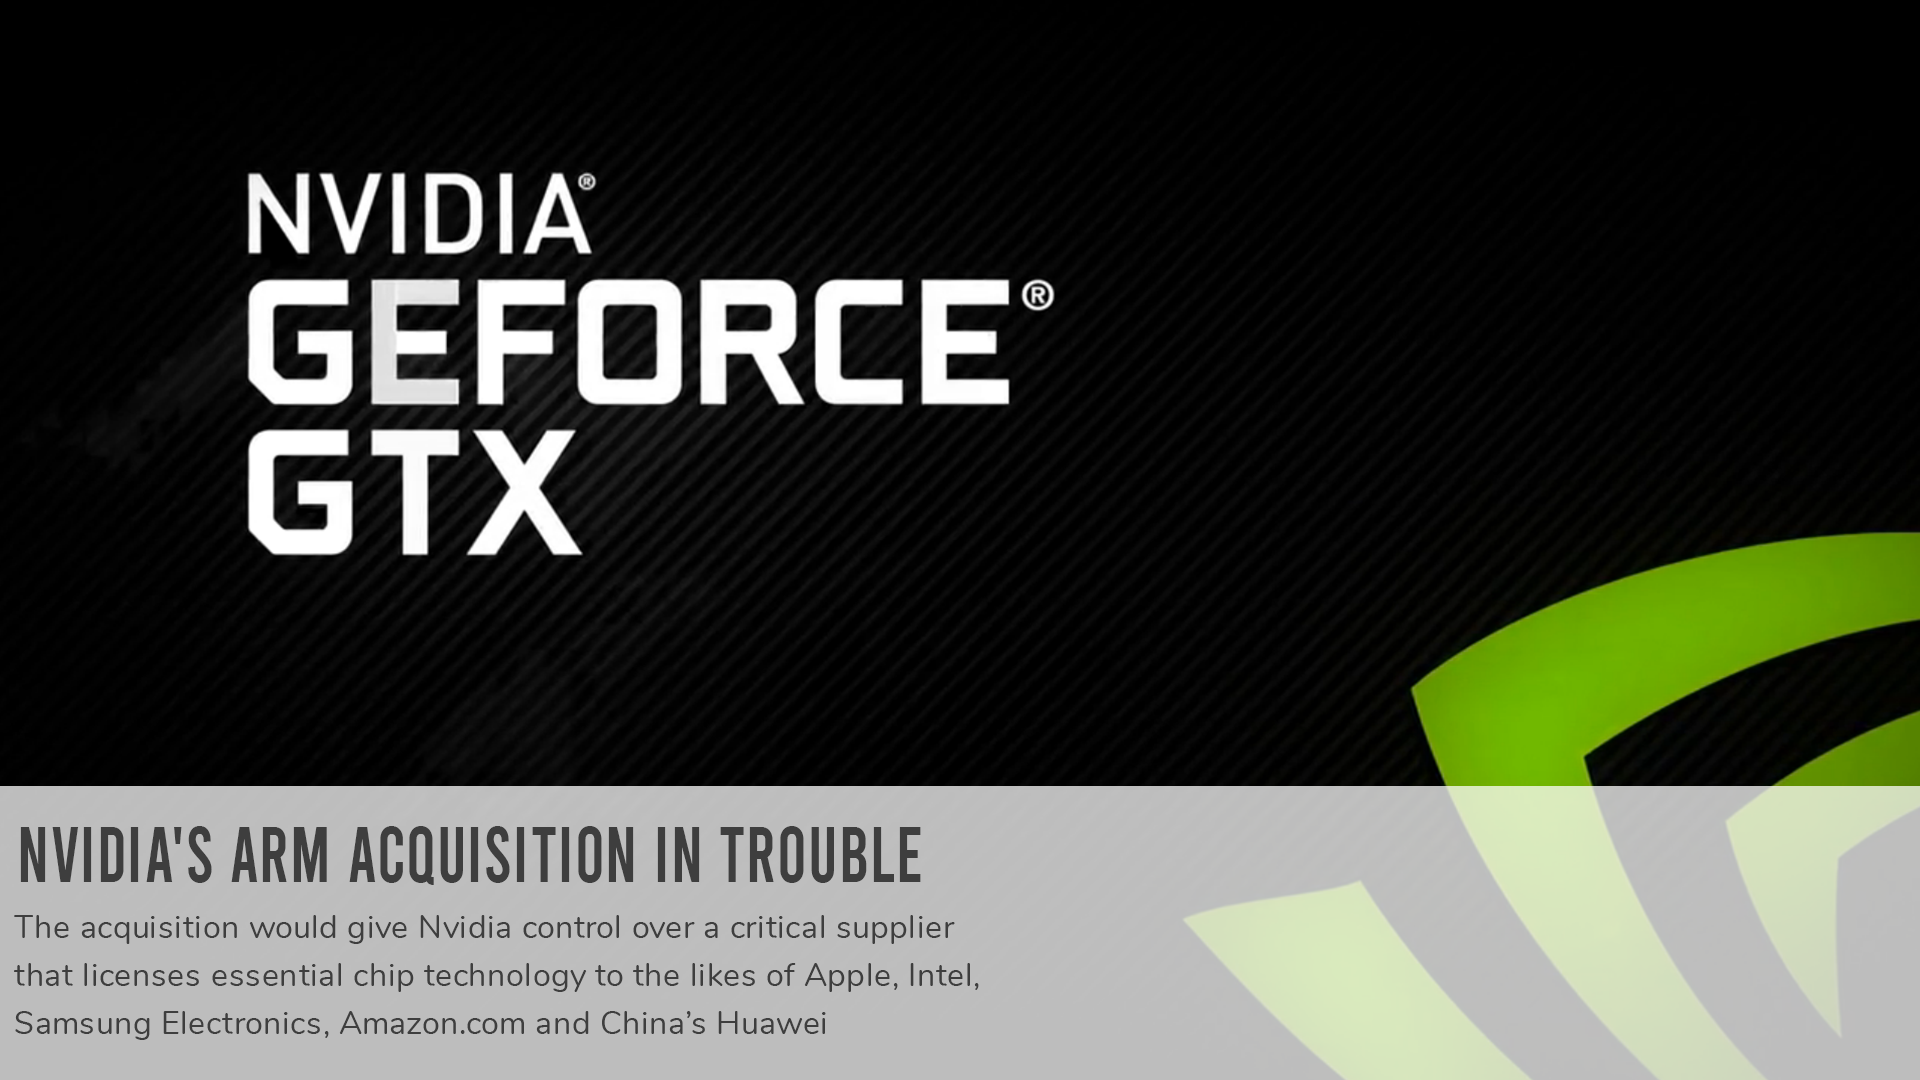 NVIDIA®
GEFORCE®
GTX
NVIDIA'S ARM ACQUISITION IN TROUBLE
The acquisition would give Nvidia control over a critical supplier
that licenses essential chip technology to the likes of Apple, Intel,
Samsung Electronics, Amazon.com and China’s Huawei